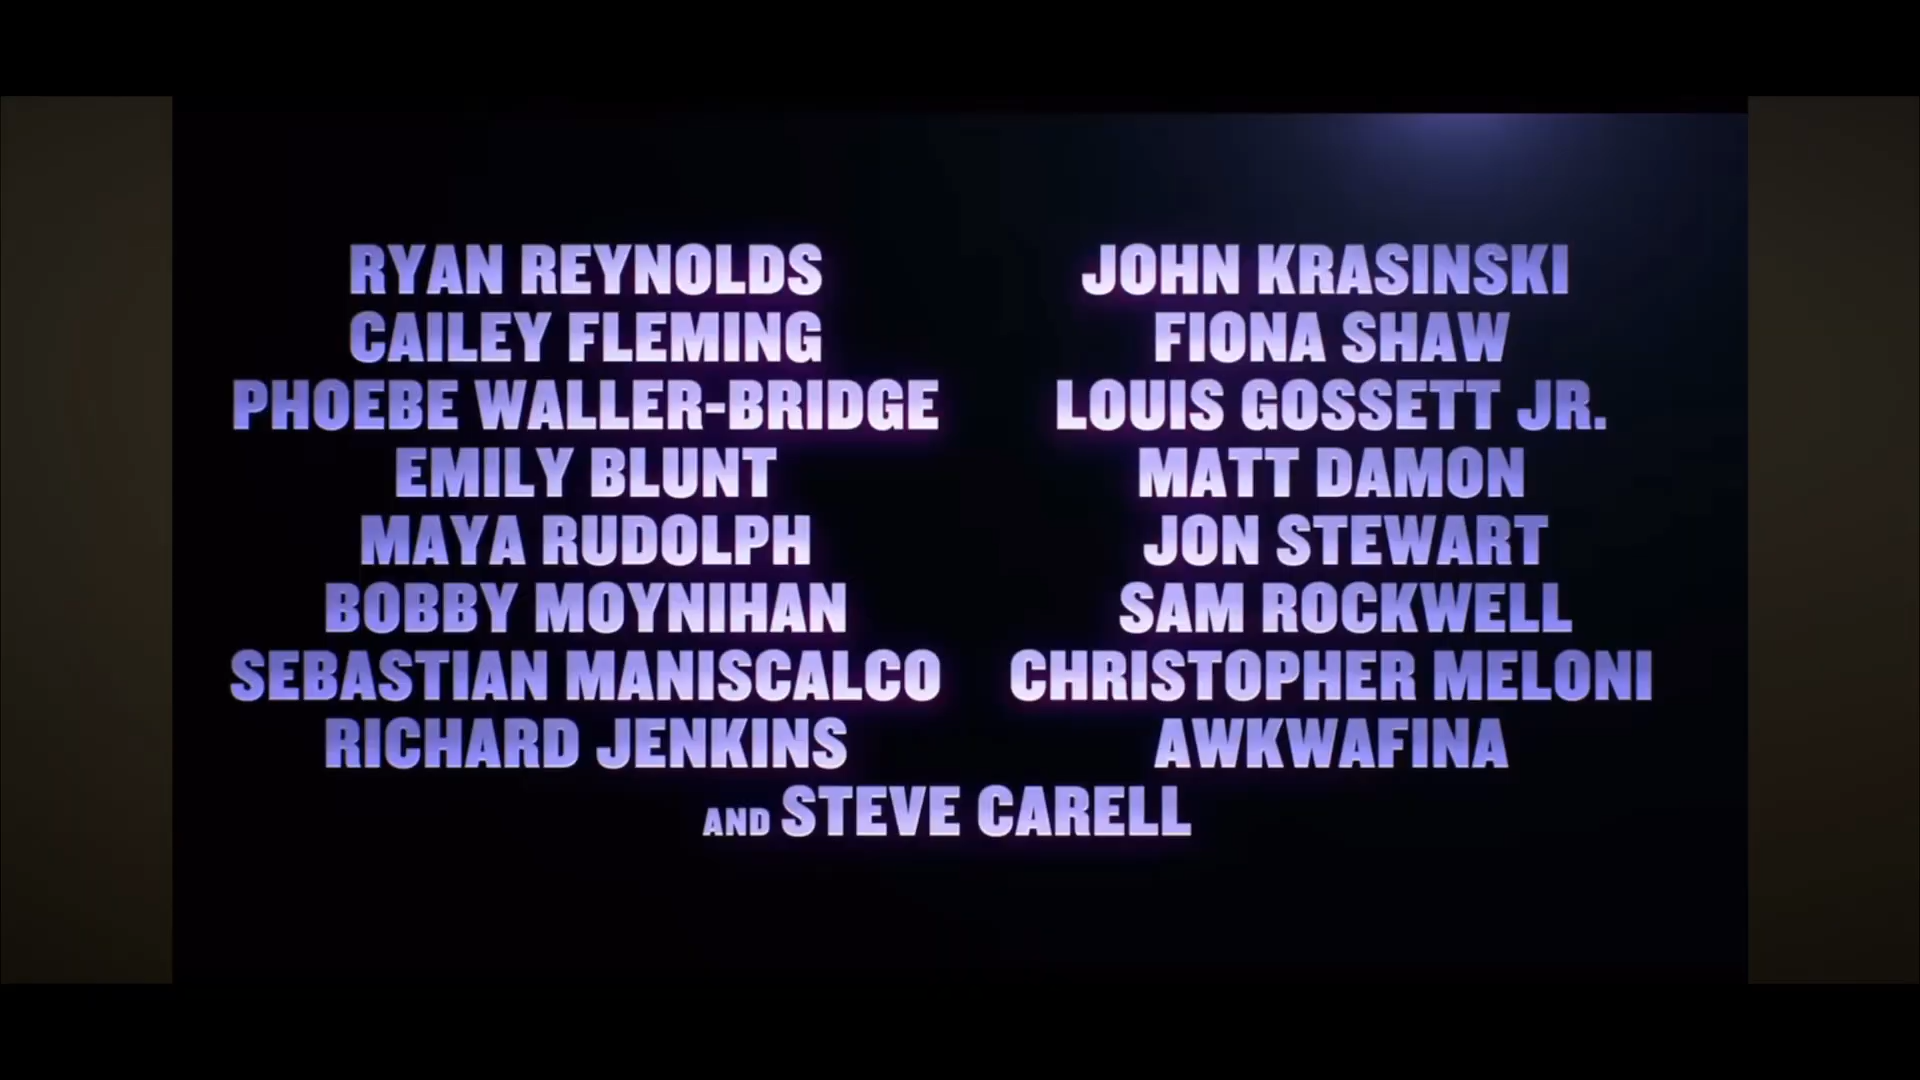 RYAN REYNOLDS
JOHN KRASINSKI
CAILEY FLEMING
FIONA SHAW
PHOEBE WALLER-BRIDGE
LOUIS GOSSETT JR.
EMILY BLUNT
MATT DAMON
MAYA RUDOLPH
JON STEWART
BOBBY MOYNIHAN
SAM ROCKWELL
SEBASTIAN MANISCALCO
CHRISTOPHER MELONI
RICHARD JENKINS
AWKWAFINA
AND STEVE CARELL